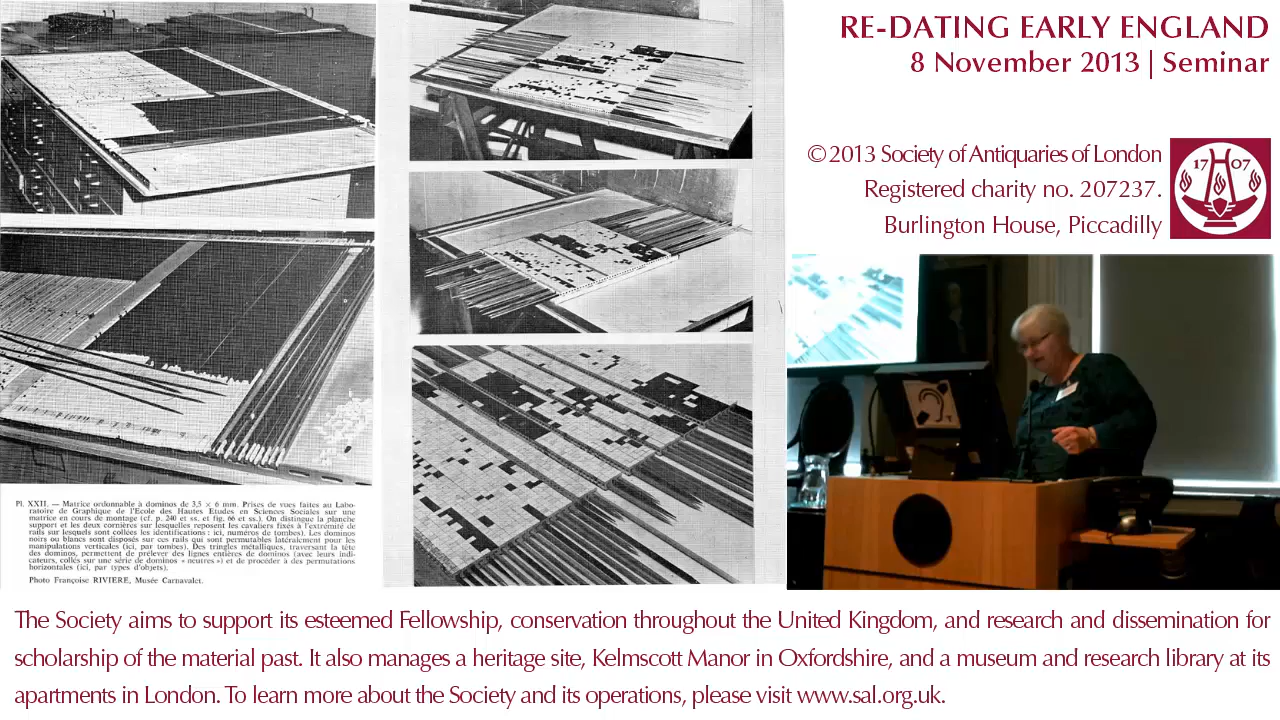 RE-DATING EARLY ENGLAND
8 November 2013 | Seminar
© 2013 Society of Antiquaries of London
Registered charity no. 207237.
Burlington House, Piccadilly
17 07
Pl. XXII. — Matrice ordonnable à dominos de 3,5 × 6 mm. Prises de vues faites au Labo-
ratoire de Graphique de l'Ecole des Hautes Etudes en Sciences Sociales sur une
matrice en cours de montage (cf. p. 240 et ss. et fig. 66 et ss.). On distingue la planche
support et les deux cornières sur lesquelles reposent les cavaliers fixés à l'extrémité de
rails sur lesquels sont collées les identifications : ici, numéros de tombes). Les dominos
noirs ou blancs sont disposés sur ces rails qui sont permutables latéralement pour les
manipulations verticales (ici, par tombes). Des tringles métalliques, traversant la tête
des dominos, permettent de prélever des lignes entières de dominos (avec leurs indi-
cateurs, collés sur une série de dominos « neutres ») et de procéder à des permutations
horizontales (ici, par types d'objets).
Photo Françoise RIVIERE, Musée Carnavalet.
The Society aims to support its esteemed Fellowship, conservation throughout the United Kingdom, and research and dissemination for
scholarship of the material past. It also manages a heritage site, Kelmscott Manor in Oxfordshire, and a museum and research library at its
apartments in London. To learn more about the Society and its operations, please visit www.sal.org.uk.